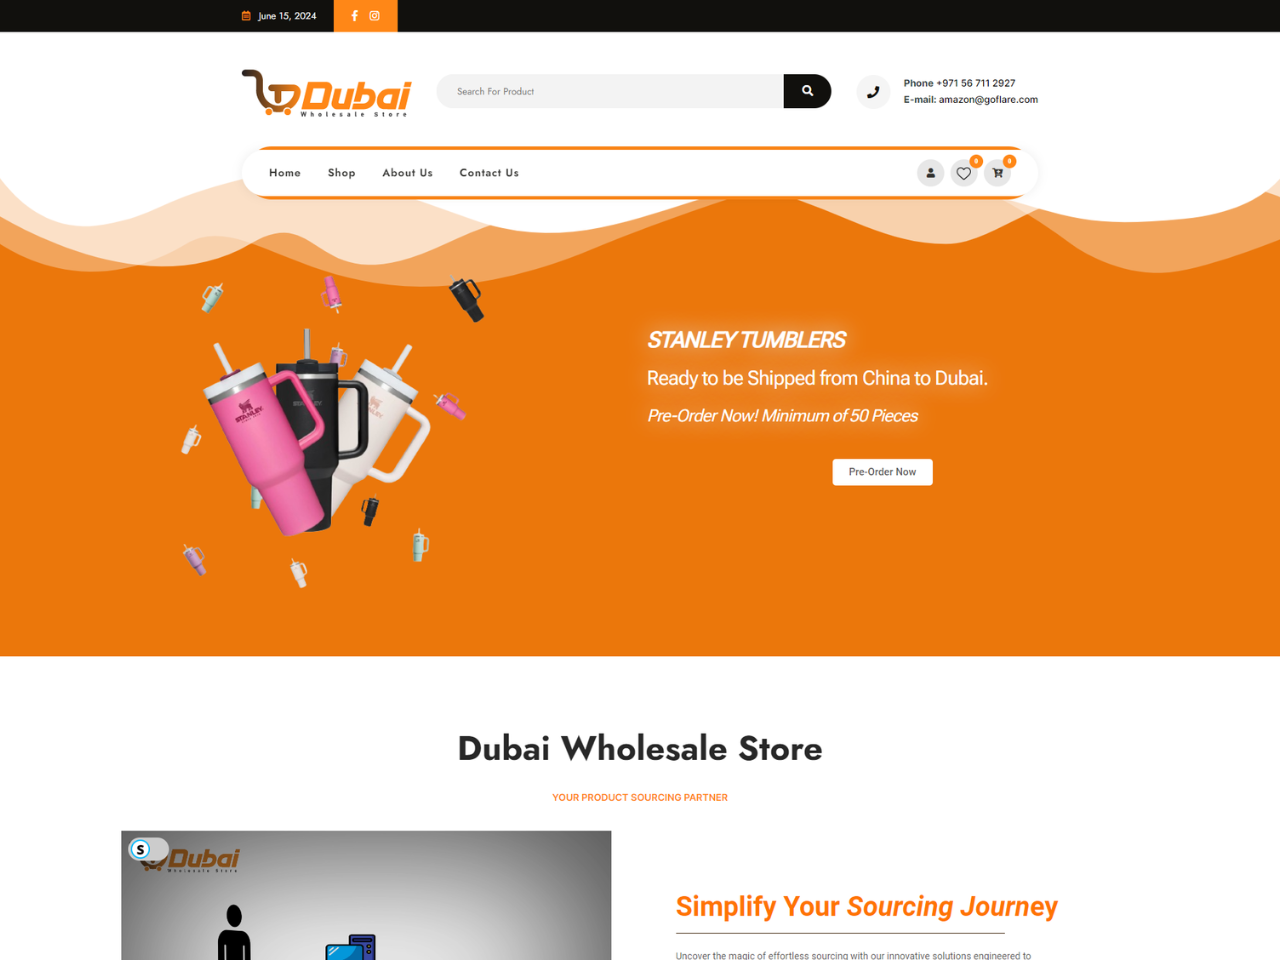 June 15, 2024
Dubai
Wholesale Store
Search For Product
Phone +971 56 711 2927
E-mail: amazon@goflare.com
Home
Shop
About Us
Contact Us
0
0
STANLEY TUMBLERS
Ready to be Shipped from China to Dubai.
Pre-Order Now! Minimum of 50 Pieces
Pre-Order Now
STANLEY
Dubai Wholesale Store
YOUR PRODUCT SOURCING PARTNER
S
Dubai
Wholesale Store
Simplify Your Sourcing Journey
Uncover the magic of effortless sourcing with our innovative solutions engineered to